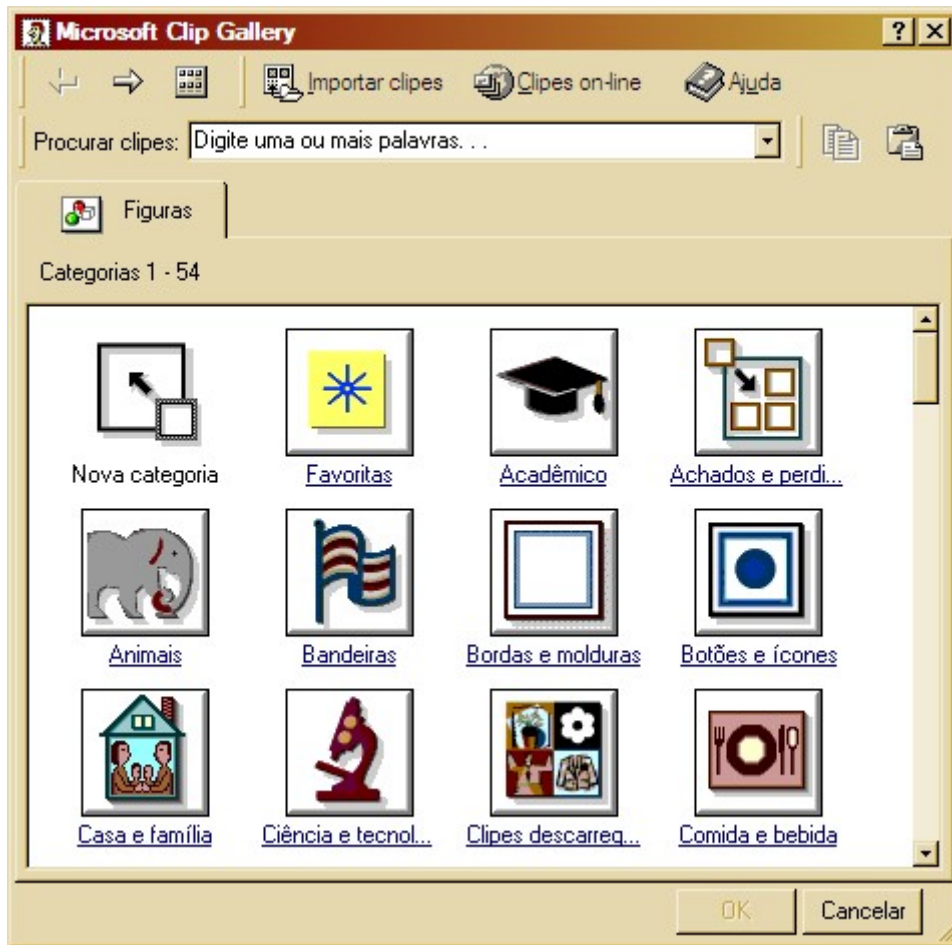 Microsoft Clip Gallery
Importar clipes Clipes on-line Ajuda
Procurar clipes: Digite uma ou mais palavras. . .
Figuras
Categorias 1 - 54
Nova categoria Favoritas Acadêmico Achados e perdi...
Animais Bandeiras Bordas e molduras Botões e ícones
Casa e família Ciência e tecnol... Clipes descarreg... Comida e bebida
OK Cancelar